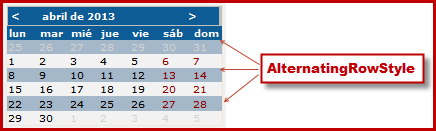 < abril de 2013 >
lun mar mié jue vie sáb dom
25 26 27 28 29 30 31
1 2 3 4 5 6 7
AlternatingRowStyle
8 9 10 11 12 13 14
15 16 17 18 19 20 21
22 23 24 25 26 27 28
29 30 1 2 3 4 5